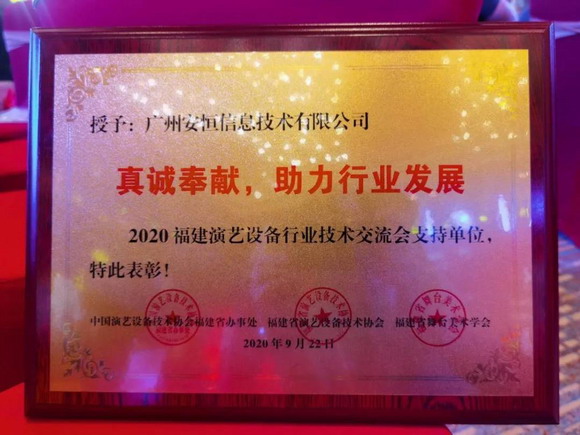 授予：广州安恒信息技术有限公司
真诚奉献，助力行业发展
2020福建演艺设备行业技术交流会支持单位，
特此表彰！
中国演艺设备技术协会福建省办事处 福建省演艺设备技术协会 福建省舞台美术学会
2020年9月22日